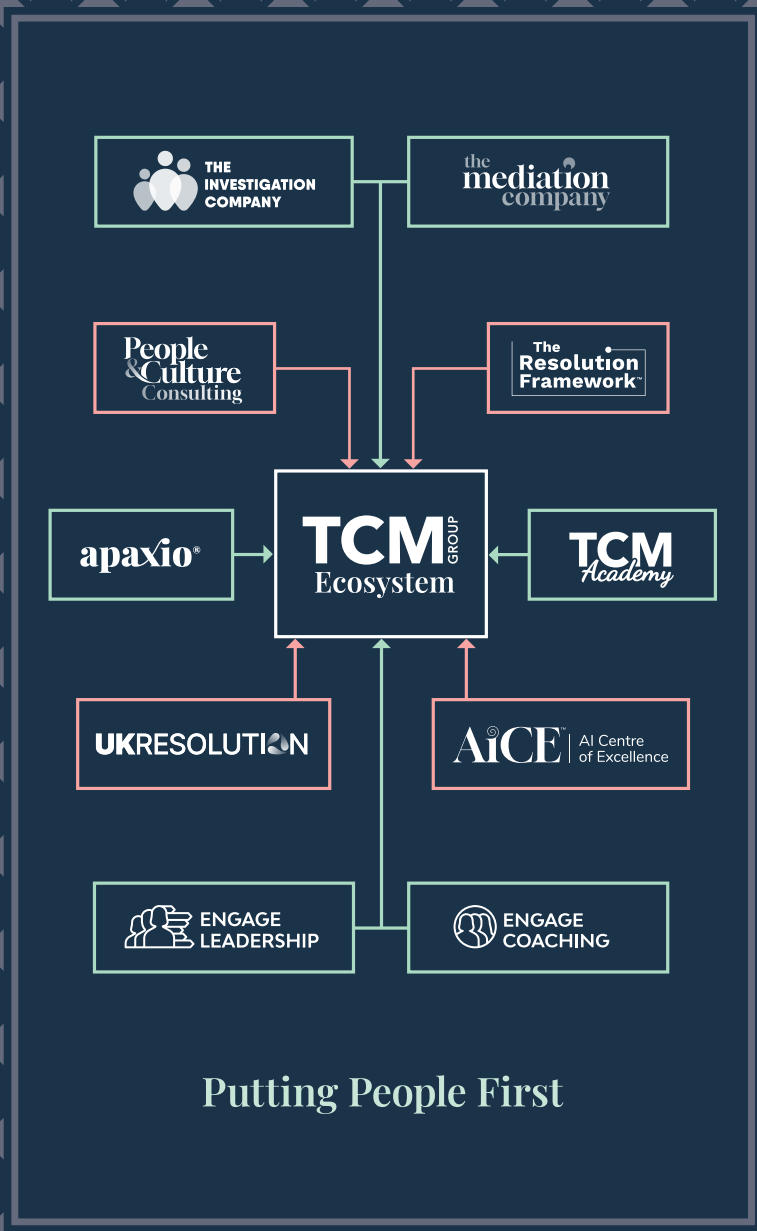 THE
INVESTIGATION
COMPANY
the
mediation
company
People
&Culture
Consulting
The
Resolution
Framework™
apaxio®
TCM GROUP
Ecosystem
TCM
Academy
UKRESOLUTION
AiCE™ | AI Centre
of Excellence
ENGAGE
LEADERSHIP
ENGAGE
COACHING
Putting People First